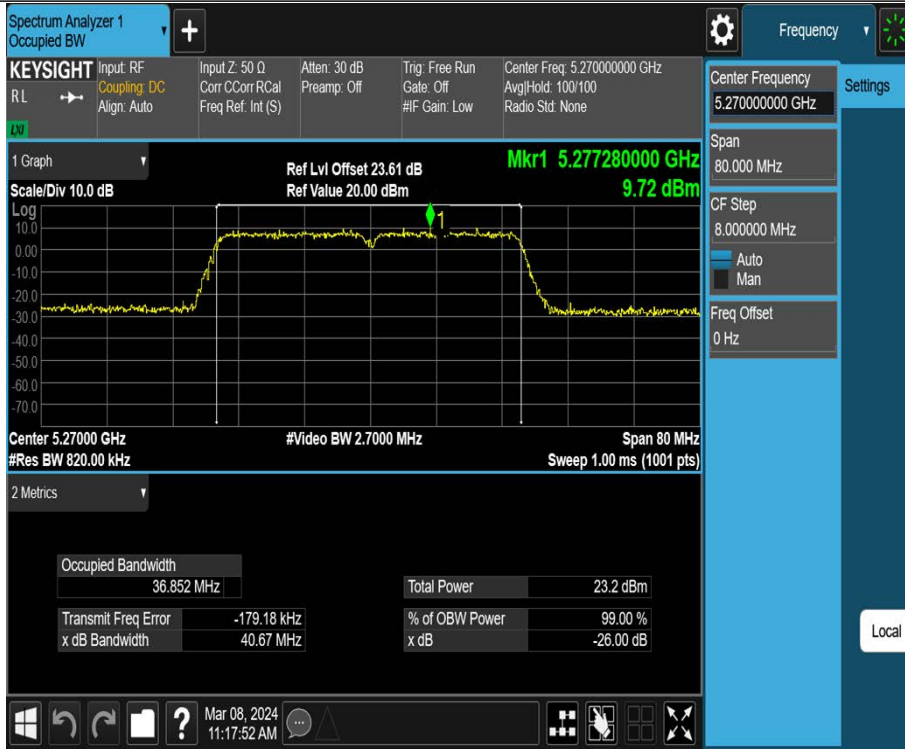 Spectrum Analyzer 1
Occupied BW
+
Frequency
KEYSIGHT
RL
LXI
Input: RF
Coupling: DC
Align: Auto
Input Z: 50 Ω
Corr CCorr RCal
Freq Ref: Int (S)
Atten: 30 dB
Preamp: Off
Trig: Free Run
Gate: Off
#IF Gain: Low
Center Freq: 5.270000000 GHz
Avg|Hold: 100/100
Radio Std: None
Center Frequency
5.270000000 GHz
Settings
Span
80.000 MHz
CF Step
8.000000 MHz
Auto
Man
Freq Offset
0 Hz
1 Graph
Scale/Div 10.0 dB
Ref Lvl Offset 23.61 dB
Ref Value 20.00 dBm
Mkr1 5.277280000 GHz
9.72 dBm
Log
10.0
0.00
-10.0
-20.0
-30.0
-40.0
-50.0
-60.0
-70.0
1
Center 5.27000 GHz
#Res BW 820.00 kHz
#Video BW 2.7000 MHz
Span 80 MHz
Sweep 1.00 ms (1001 pts)
2 Metrics
Occupied Bandwidth
36.852 MHz
Total Power 23.2 dBm
Transmit Freq Error -179.18 kHz
% of OBW Power 99.00 %
x dB Bandwidth 40.67 MHz
x dB -26.00 dB
Local
?
Mar 08, 2024
11:17:52 AM